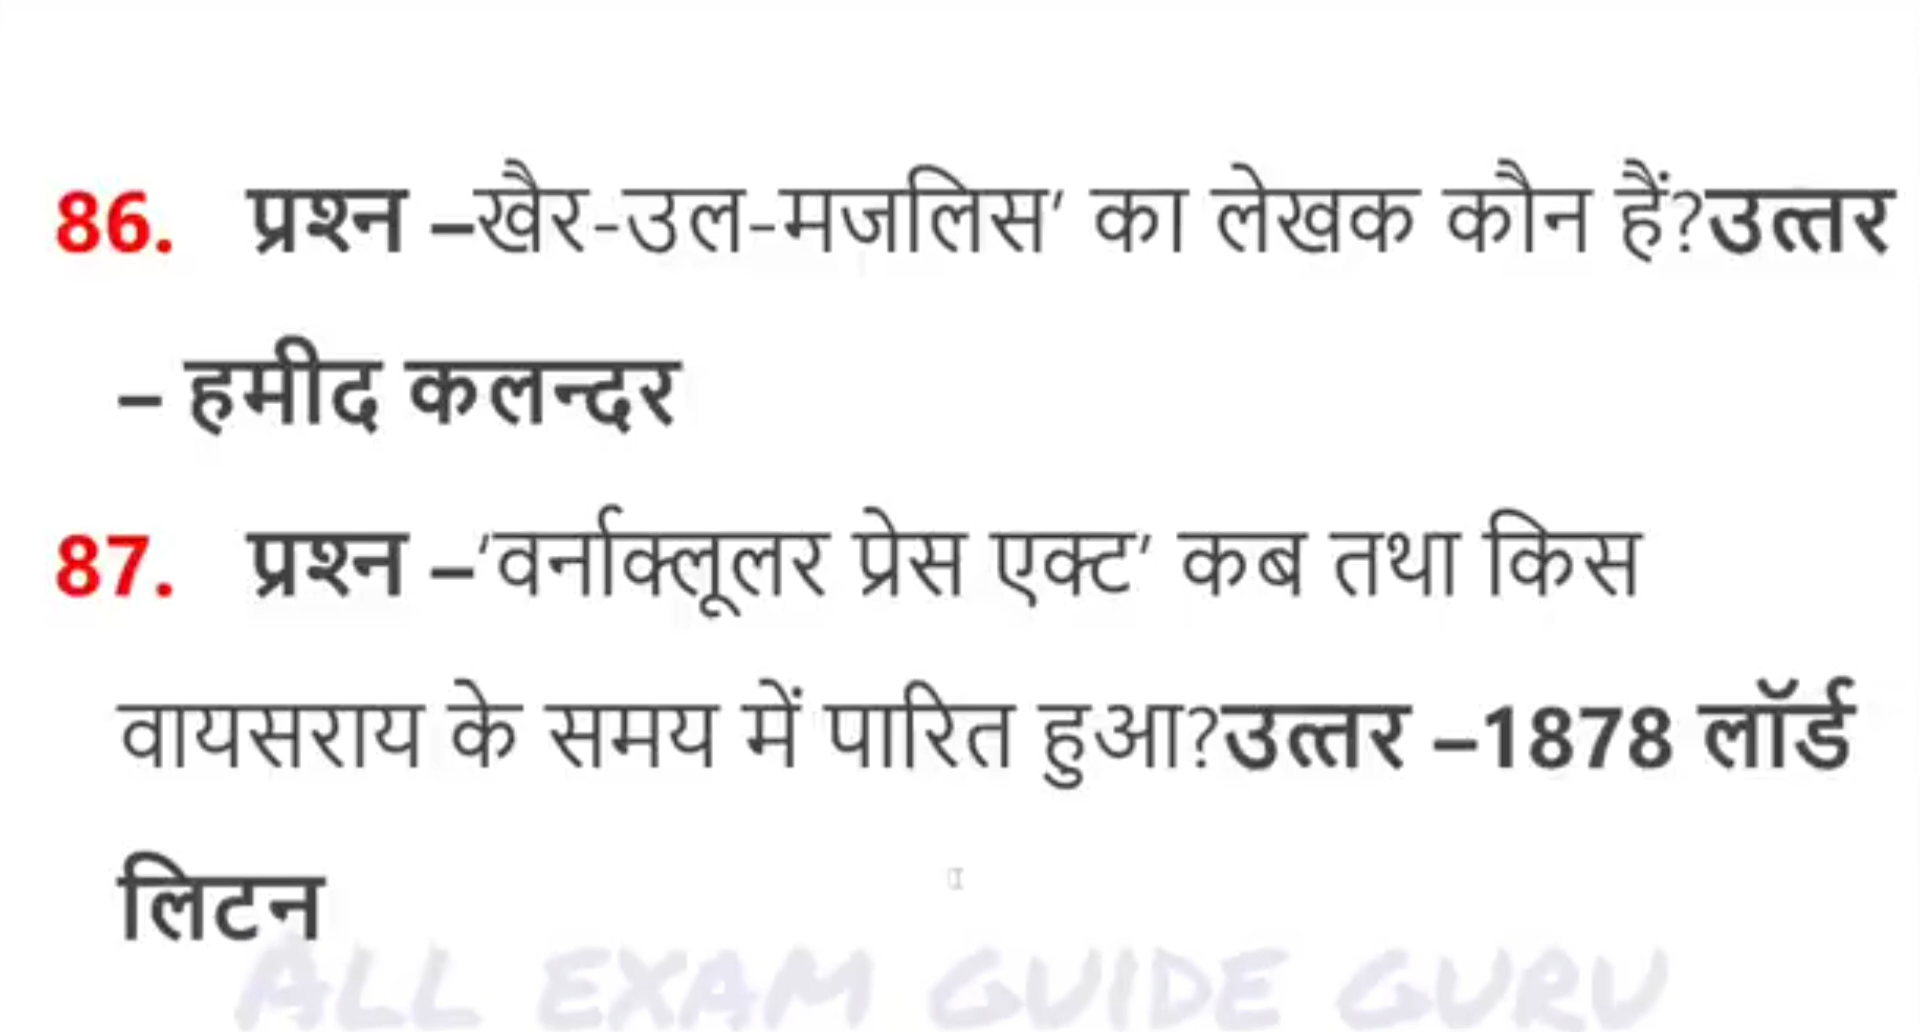 86. प्रश्न –खैर-उल-मजलिस’ का लेखक कौन हैं?उत्तर
– हमीद कलन्दर
87. प्रश्न –‘वर्नाक्लूलर प्रेस एक्ट’ कब तथा किस
वायसराय के समय में पारित हुआ?उत्तर –1878 लॉर्ड
लिटन
ALL EXAM GUIDE GURU